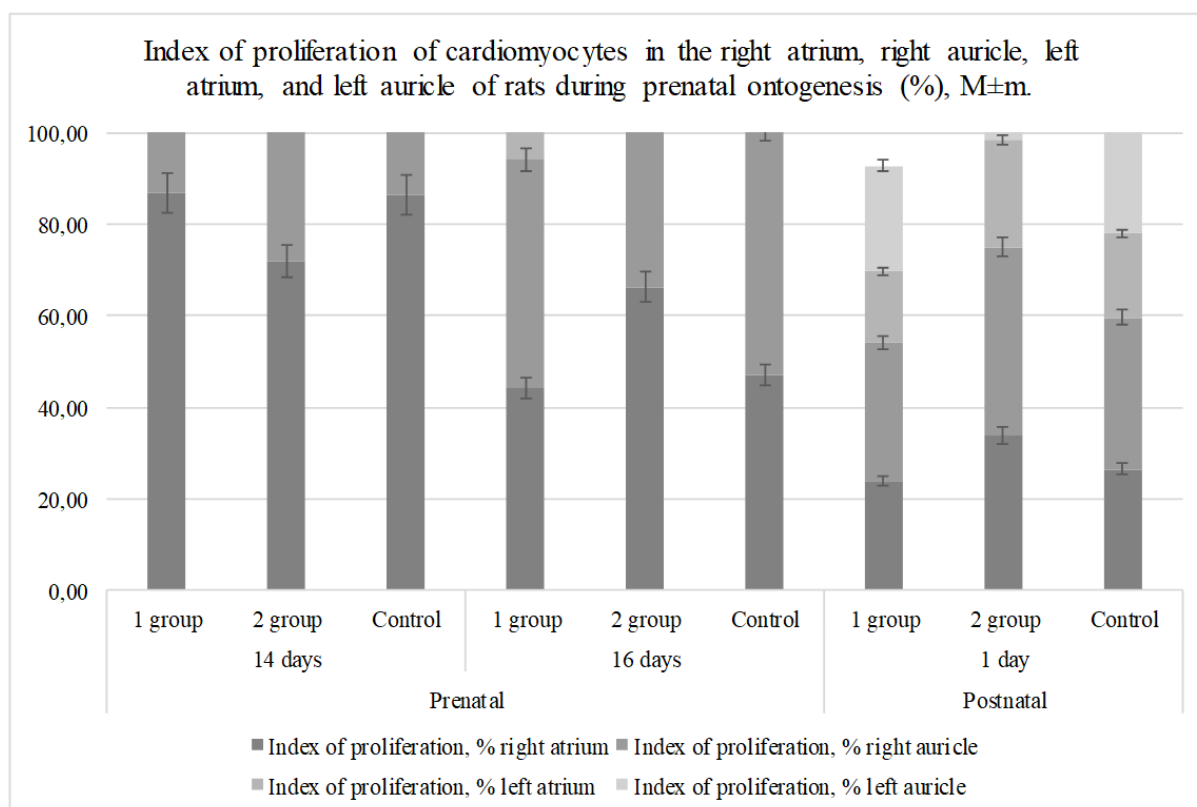 Index of proliferation of cardiomyocytes in the right atrium, right auricle, left
atrium, and left auricle of rats during prenatal ontogenesis (%), M±m.
100,00
80,00
60,00
40,00
20,00
0,00
1 group 2 group Control 1 group 2 group Control 1 group 2 group Control
14 days 16 days 1 day
Prenatal Postnatal
Index of proliferation, % right atrium Index of proliferation, % right auricle
Index of proliferation, % left atrium Index of proliferation, % left auricle